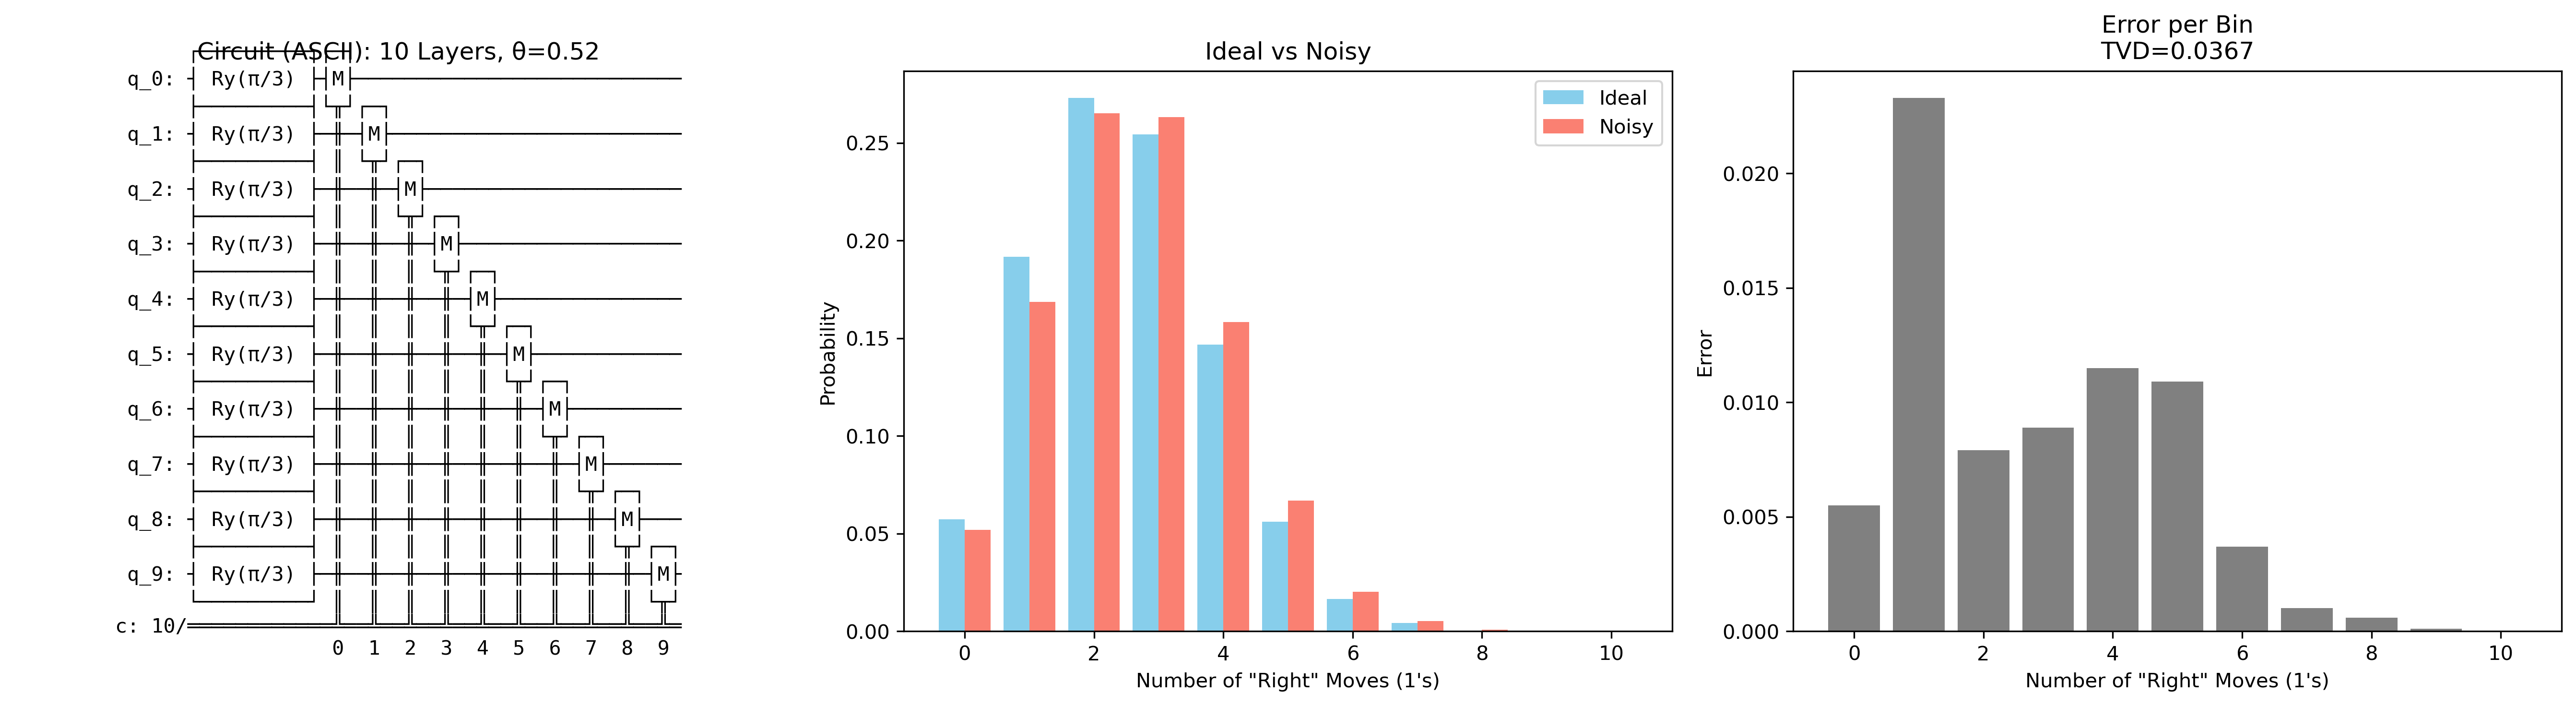 Circuit (ASCII): 10 Layers, θ=0.52
q_0: Ry(π/3) M
q_1: Ry(π/3) M
q_2: Ry(π/3) M
q_3: Ry(π/3) M
q_4: Ry(π/3) M
q_5: Ry(π/3) M
q_6: Ry(π/3) M
q_7: Ry(π/3) M
q_8: Ry(π/3) M
q_9: Ry(π/3) M
c: 10/
0 1 2 3 4 5 6 7 8 9
Ideal vs Noisy
Ideal
Noisy
Probability
0.25
0.20
0.15
0.10
0.05
0.00
0 2 4 6 8 10
Number of "Right" Moves (1's)
Error per Bin
TVD=0.0367
Error
0.020
0.015
0.010
0.005
0.000
0 2 4 6 8 10
Number of "Right" Moves (1's)